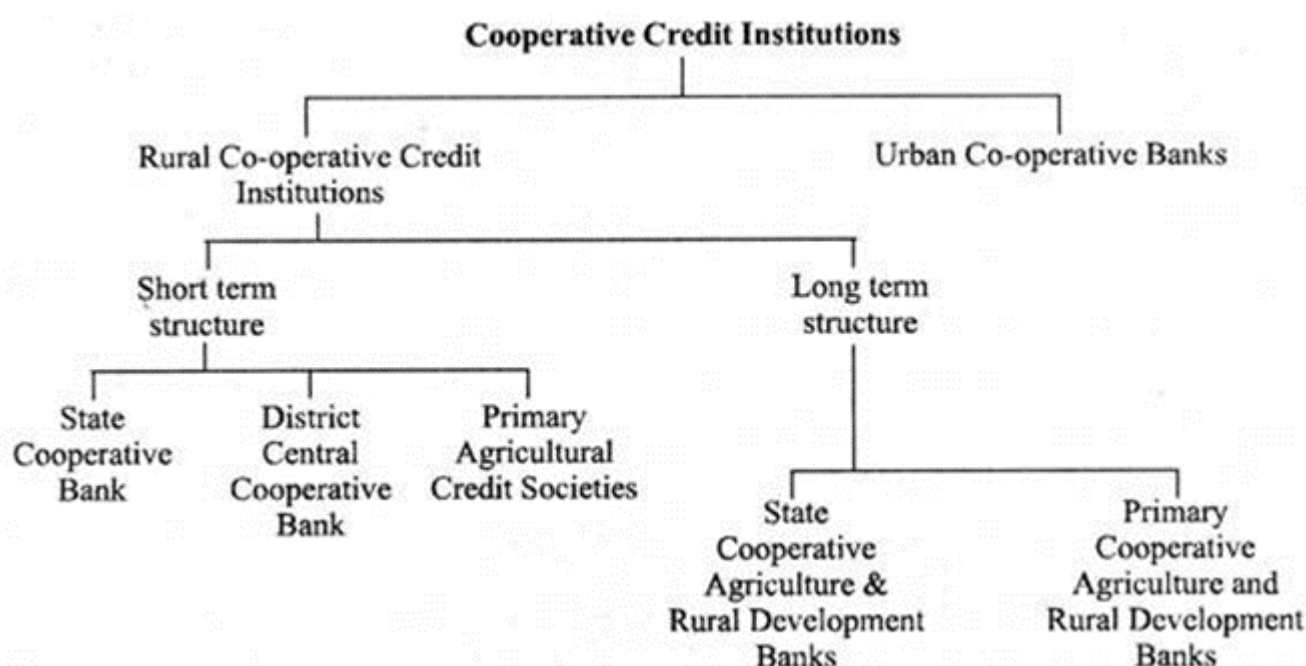 Cooperative Credit Institutions
Rural Co-operative Credit
Institutions
Urban Co-operative Banks
Short term
structure
Long term
structure
State
Cooperative
Bank
District
Central
Cooperative
Bank
Primary
Agricultural
Credit Societies
State
Cooperative
Agriculture &
Rural Development
Banks
Primary
Cooperative
Agriculture and
Rural Development
Banks